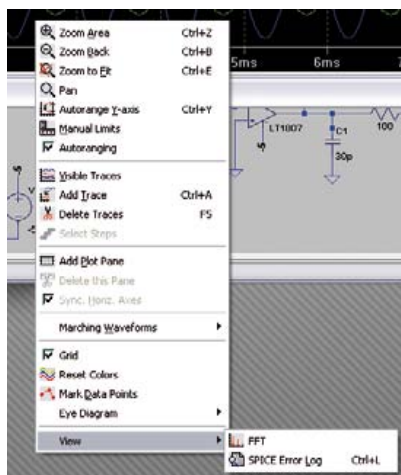 Zoom Area Ctrl+Z
Zoom Back Ctrl+B
Zoom to Fit Ctrl+E
Pan
Autorange Y-axis Ctrl+Y
Manual Limits
Autoranging
Visible Traces
Add Trace Ctrl+A
Delete Traces F5
Select Steps
Add Plot Pane
Delete this Pane
Sync. Horiz. Axes
Marching Waveforms
Grid
Reset Colors
Mark Data Points
Eye Diagram
View
FFT
SPICE Error Log Ctrl+L
5ms 6ms
LT1007
C1
30p
100